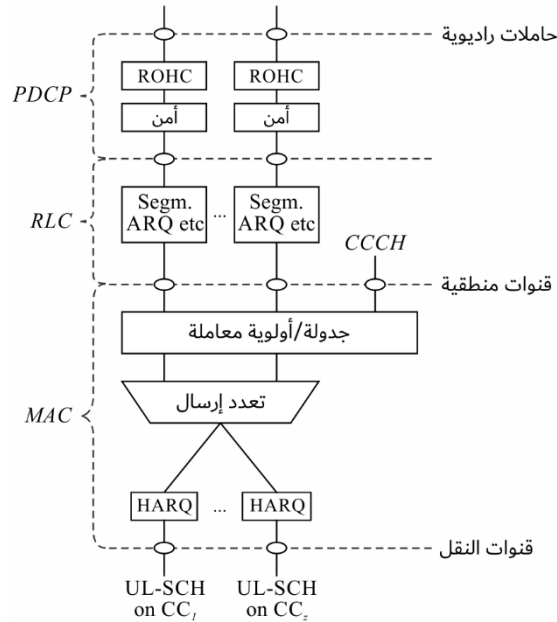 حاملات راديوية
ROHC
ROHC
PDCP
أمن
أمن
Segm.
ARQ etc
...
Segm.
ARQ etc
RLC
CCCH
قنوات منطقية
جدولة/أولوية معاملة
تعدد إرسال
MAC
HARQ
...
HARQ
قنوات النقل
UL-SCH
on CC1
UL-SCH
on CCz